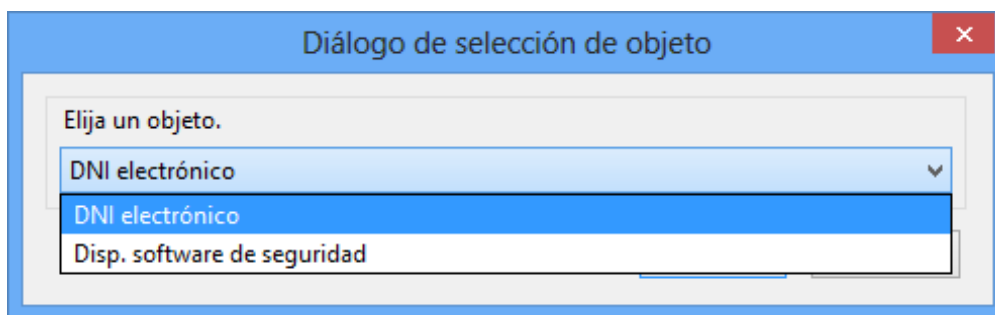 Diálogo de selección de objeto
Elija un objeto.
DNI electrónico
DNI electrónico
Disp. software de seguridad